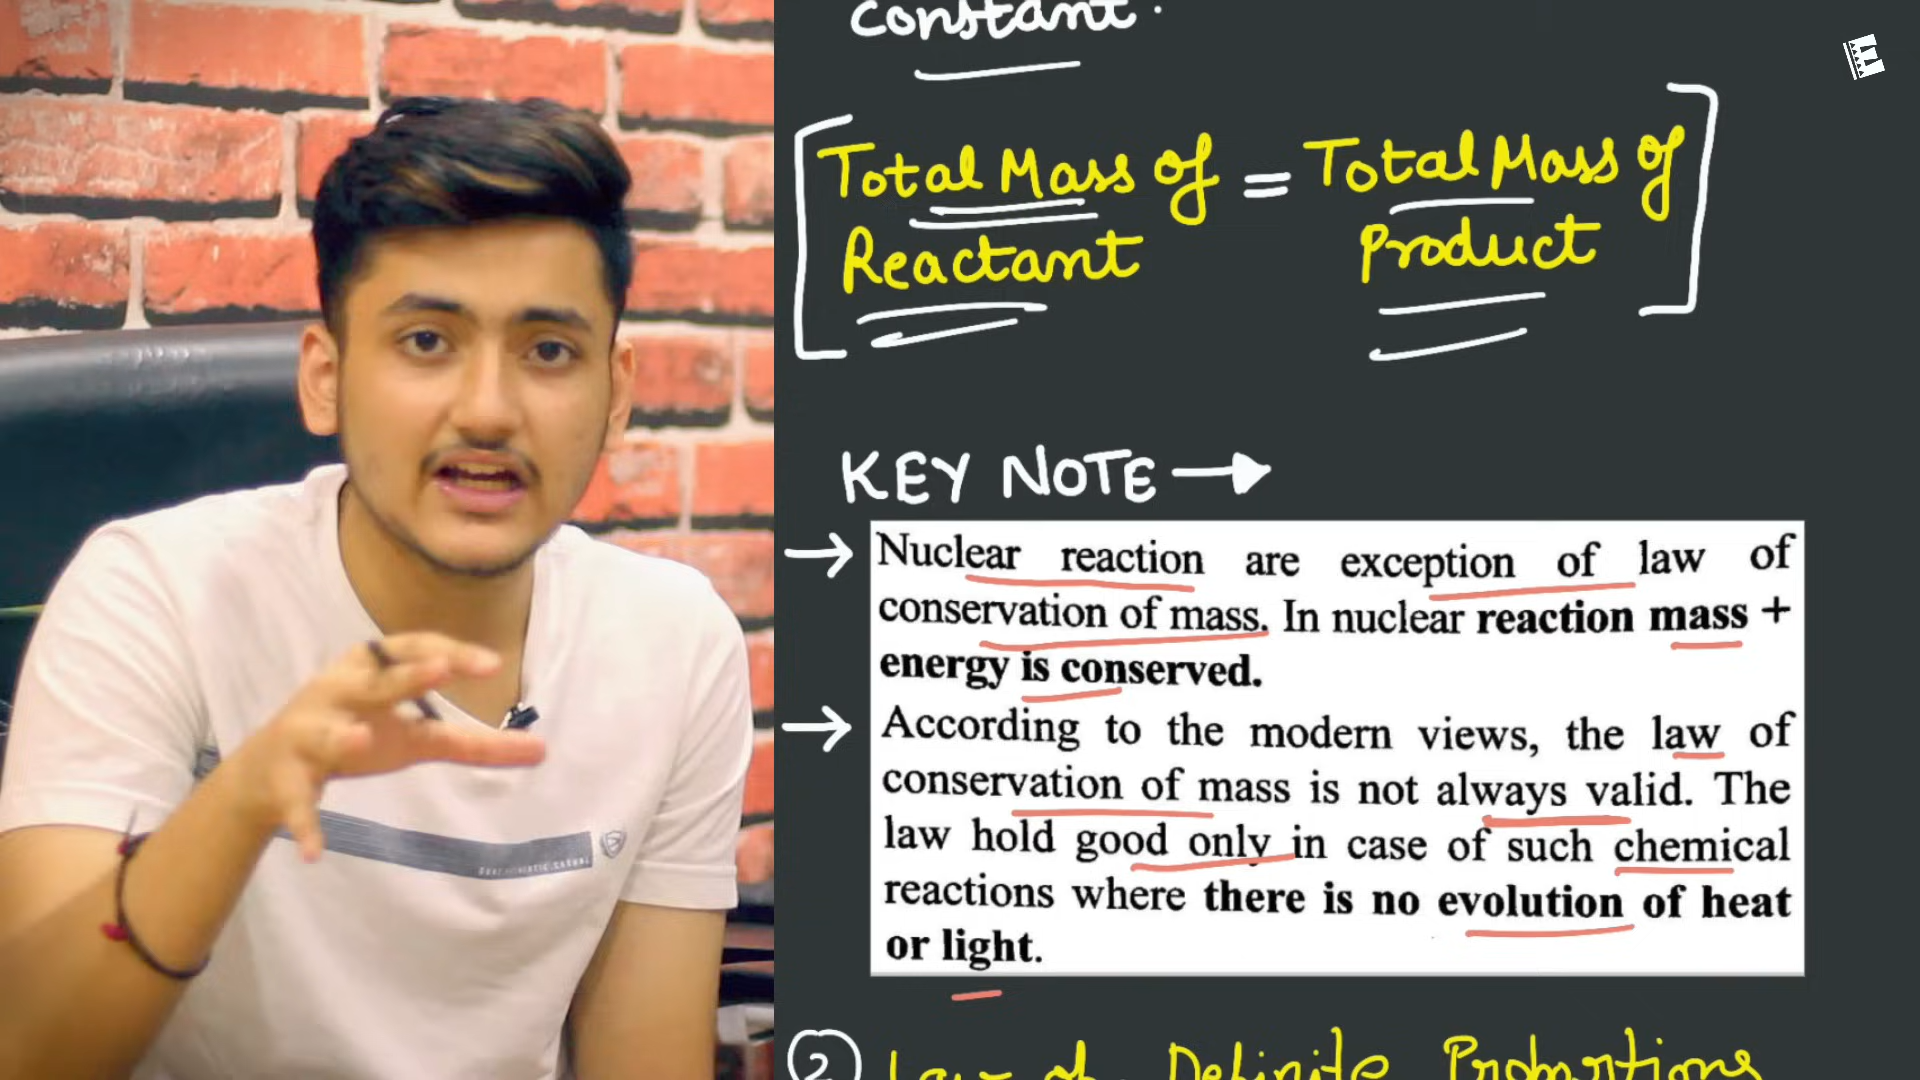 constant.
Total Mass of = Total Mass of
Reactant Product
KEY NOTE →
→ Nuclear reaction are exception of law of
conservation of mass. In nuclear reaction mass +
energy is conserved.
→ According to the modern views, the law of
conservation of mass is not always valid. The
law hold good only in case of such chemical
reactions where there is no evolution of heat
or light.
② Law of Definite Proportions